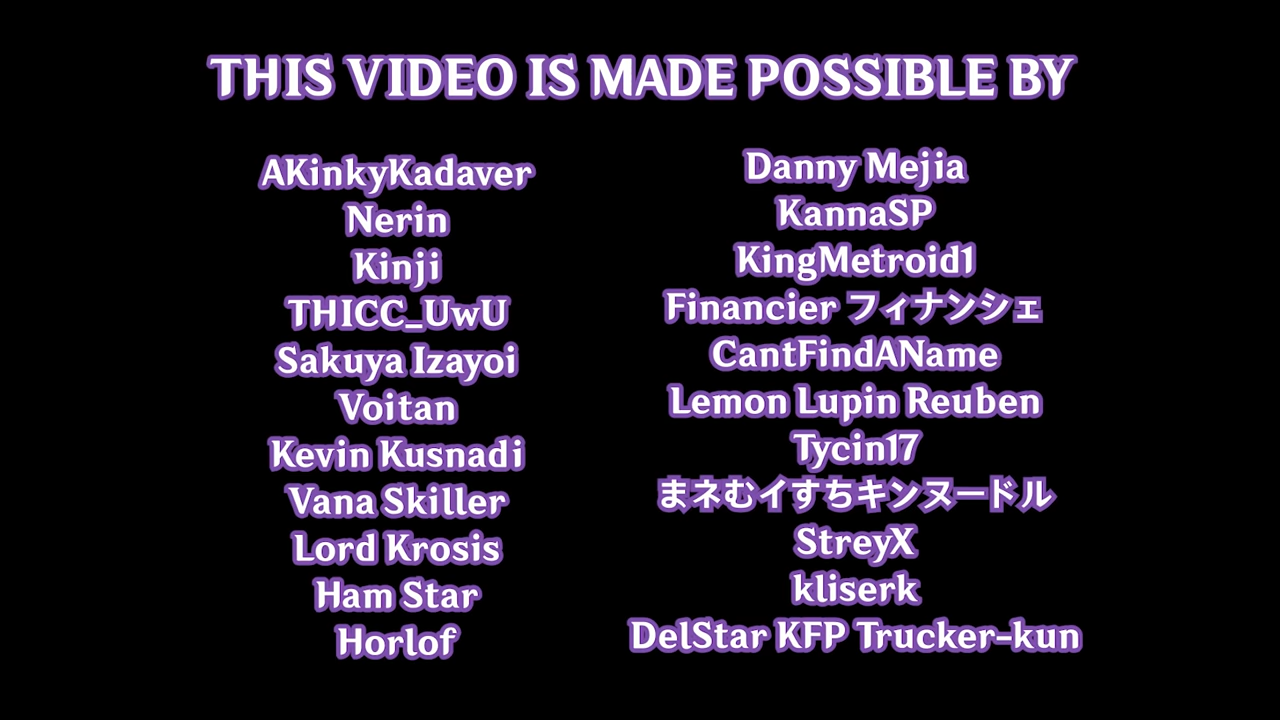 THIS VIDEO IS MADE POSSIBLE BY
AKinkyKadaver
Nerin
Kinji
THICC_UwU
Sakuya Izayoi
Voitan
Kevin Kusnadi
Vana Skiller
Lord Krosis
Ham Star
Horlof
Danny Mejia
KannaSP
KingMetroid1
Financier フィナンシェ
CantFindAName
Lemon Lupin Reuben
Tycin17
まネむイすちキンヌードル
StreyX
kliserk
DelStar KFP Trucker-kun